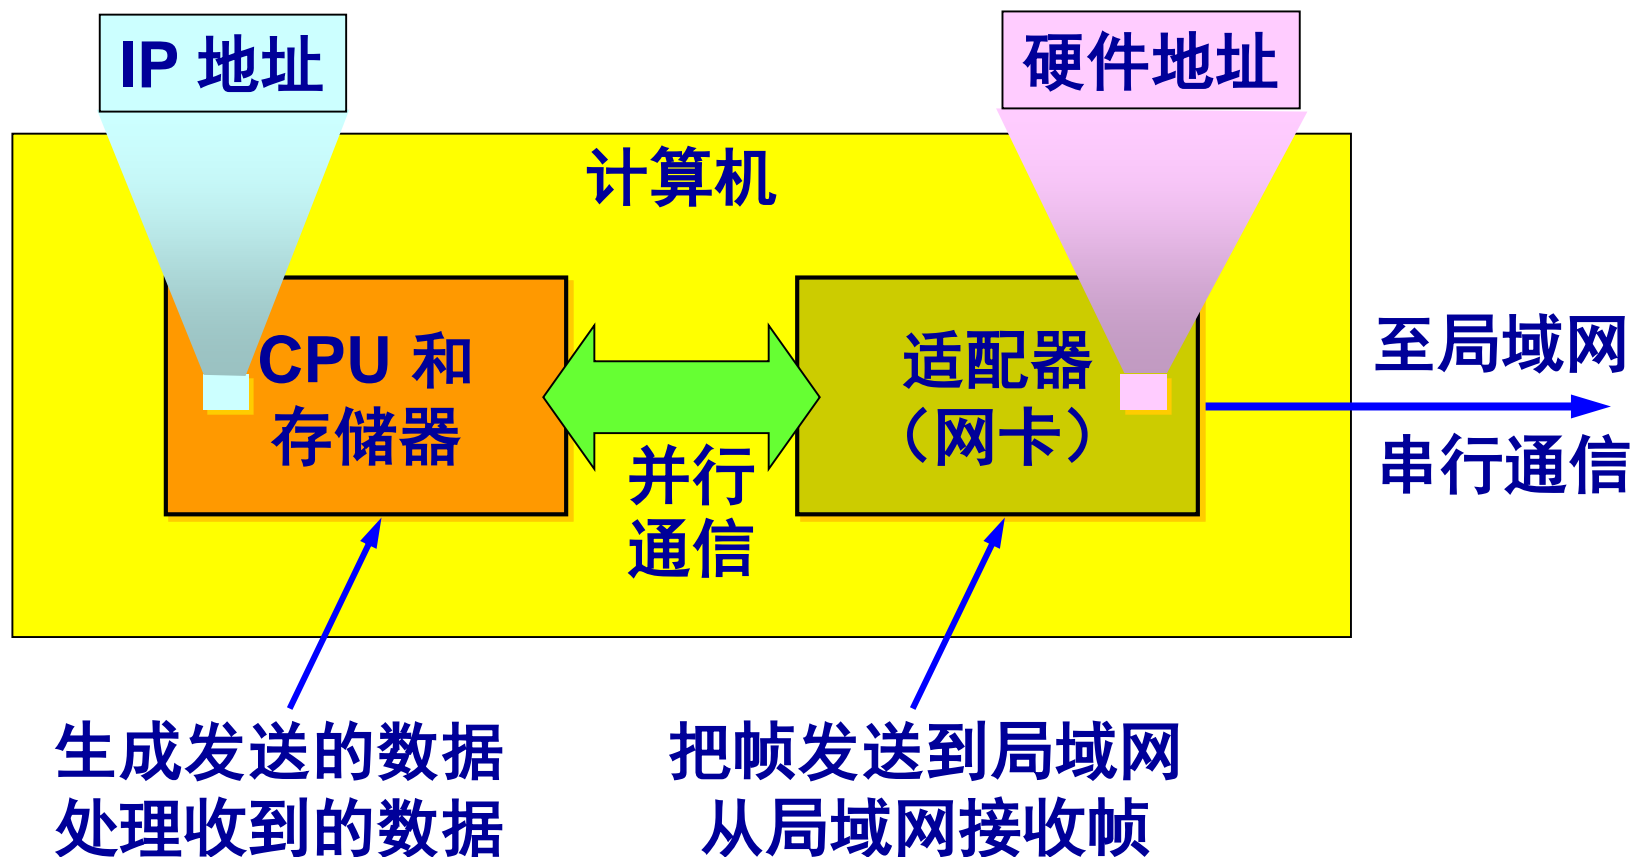 IP 地址
硬件地址
计算机
CPU 和
存储器
适配器
（网卡）
并行
通信
至局域网
串行通信
生成发送的数据
处理收到的数据
把帧发送到局域网
从局域网接收帧